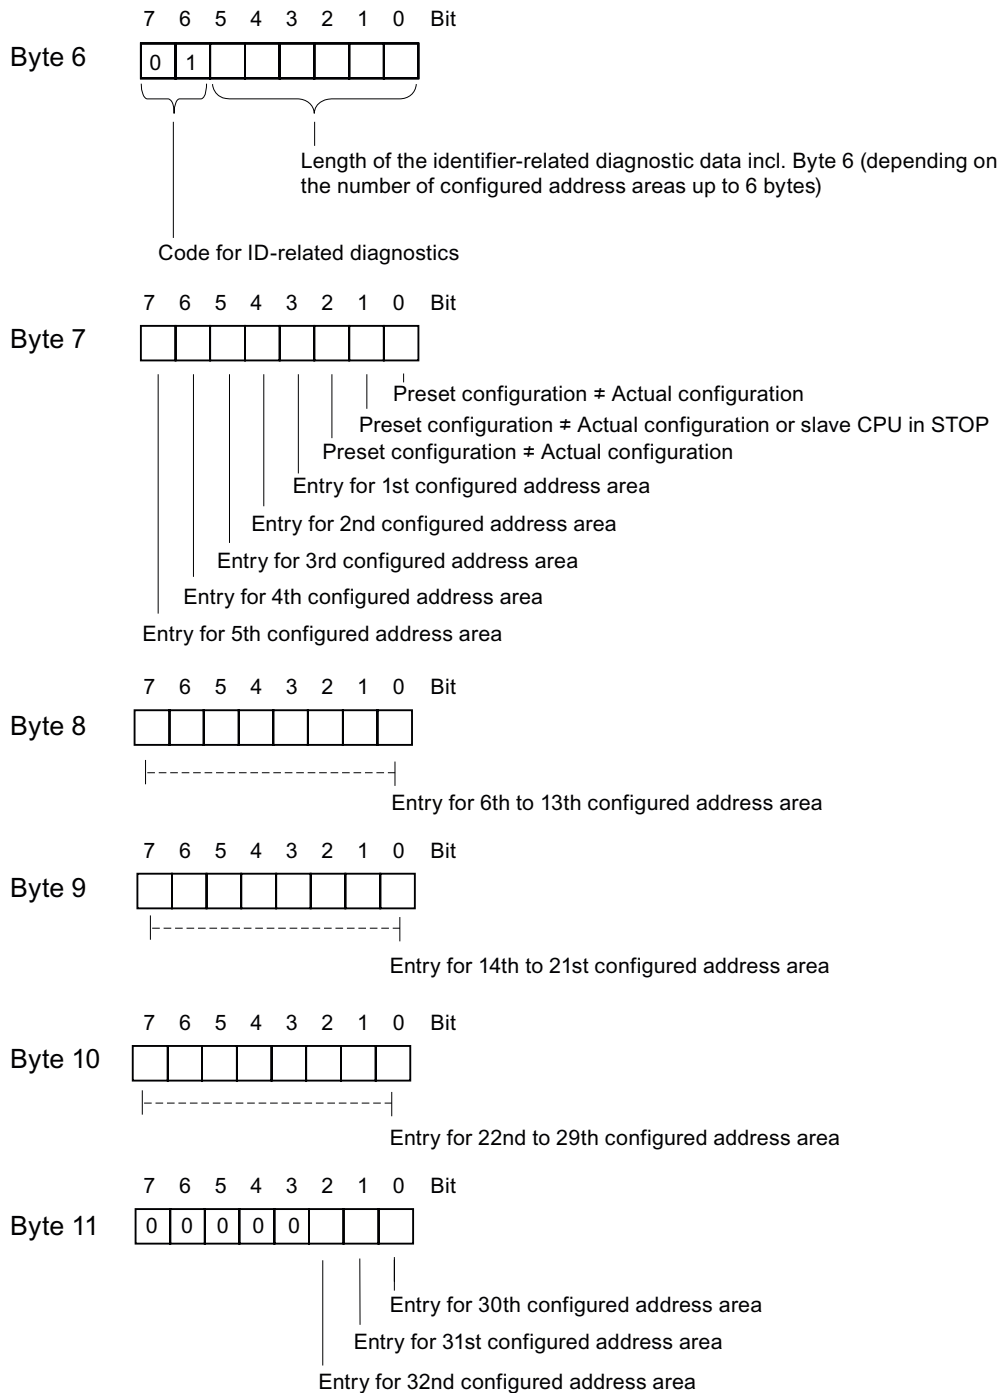 7 6 5 4 3 2 1 0 Bit
Byte 6 0 1
Length of the identifier-related diagnostic data incl. Byte 6 (depending on
the number of configured address areas up to 6 bytes)
Code for ID-related diagnostics
7 6 5 4 3 2 1 0 Bit
Byte 7
Preset configuration ≠ Actual configuration
Preset configuration ≠ Actual configuration or slave CPU in STOP
Preset configuration ≠ Actual configuration
Entry for 1st configured address area
Entry for 2nd configured address area
Entry for 3rd configured address area
Entry for 4th configured address area
Entry for 5th configured address area
7 6 5 4 3 2 1 0 Bit
Byte 8
Entry for 6th to 13th configured address area
7 6 5 4 3 2 1 0 Bit
Byte 9
Entry for 14th to 21st configured address area
7 6 5 4 3 2 1 0 Bit
Byte 10
Entry for 22nd to 29th configured address area
7 6 5 4 3 2 1 0 Bit
Byte 11 0 0 0 0 0
Entry for 30th configured address area
Entry for 31st configured address area
Entry for 32nd configured address area